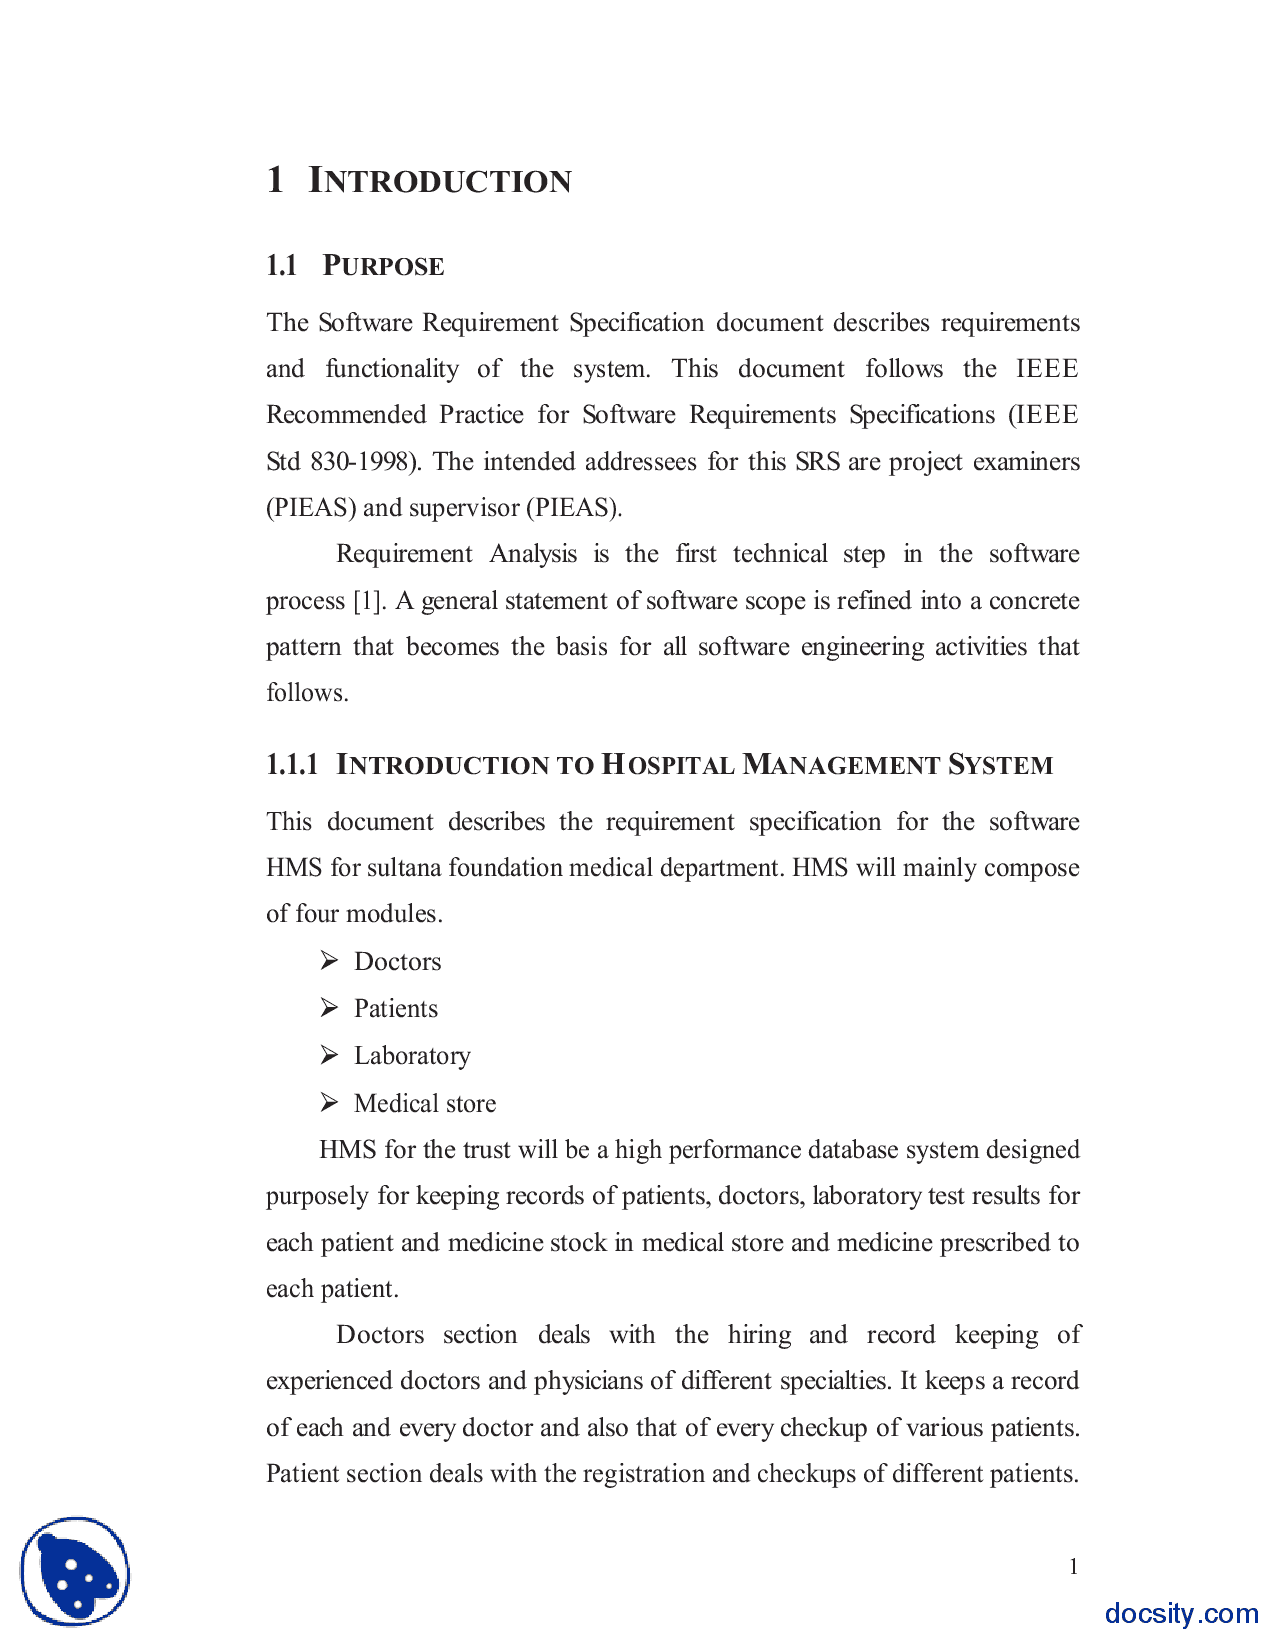 1 INTRODUCTION
1.1 PURPOSE
The Software Requirement Specification document describes requirements
and functionality of the system. This document follows the IEEE
Recommended Practice for Software Requirements Specifications (IEEE
Std 830-1998). The intended addressees for this SRS are project examiners
(PIEAS) and supervisor (PIEAS).
Requirement Analysis is the first technical step in the software
process [1]. A general statement of software scope is refined into a concrete
pattern that becomes the basis for all software engineering activities that
follows.
1.1.1 INTRODUCTION TO HOSPITAL MANAGEMENT SYSTEM
This document describes the requirement specification for the software
HMS for sultana foundation medical department. HMS will mainly compose
of four modules.
➢ Doctors
➢ Patients
➢ Laboratory
➢ Medical store
HMS for the trust will be a high performance database system designed
purposely for keeping records of patients, doctors, laboratory test results for
each patient and medicine stock in medical store and medicine prescribed to
each patient.
Doctors section deals with the hiring and record keeping of
experienced doctors and physicians of different specialties. It keeps a record
of each and every doctor and also that of every checkup of various patients.
Patient section deals with the registration and checkups of different patients.
1
docsity.com